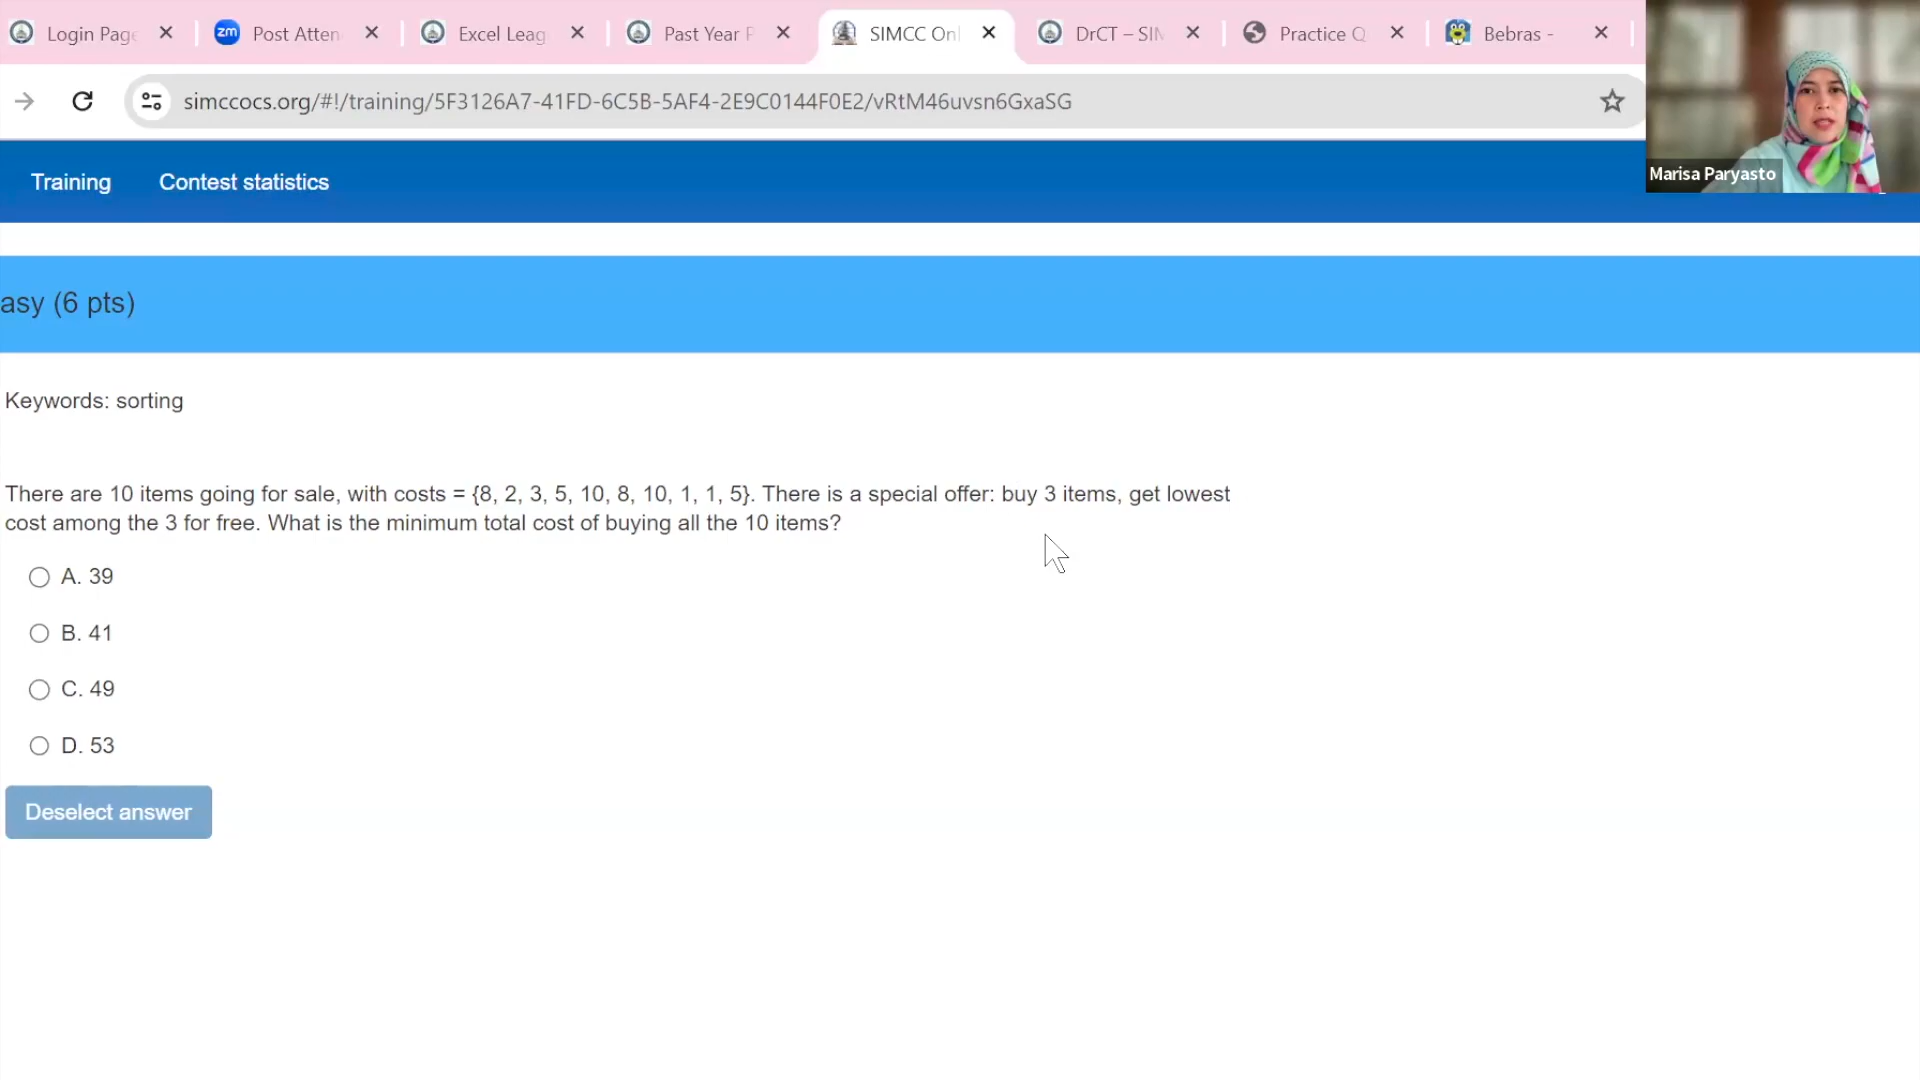 Login Page
Post Atten
Excel Leag
Past Year P
SIMCC Onl
DrCT – SIM
Practice Q
Bebras -
simccocs.org/#!/training/5F3126A7-41FD-6C5B-5AF4-2E9C0144F0E2/vRtM46uvsn6GxaSG
Marisa Paryasto
Training
Contest statistics
asy (6 pts)
Keywords: sorting
There are 10 items going for sale, with costs = {8, 2, 3, 5, 10, 8, 10, 1, 1, 5}. There is a special offer: buy 3 items, get lowest
cost among the 3 for free. What is the minimum total cost of buying all the 10 items?
A. 39
B. 41
C. 49
D. 53
Deselect answer